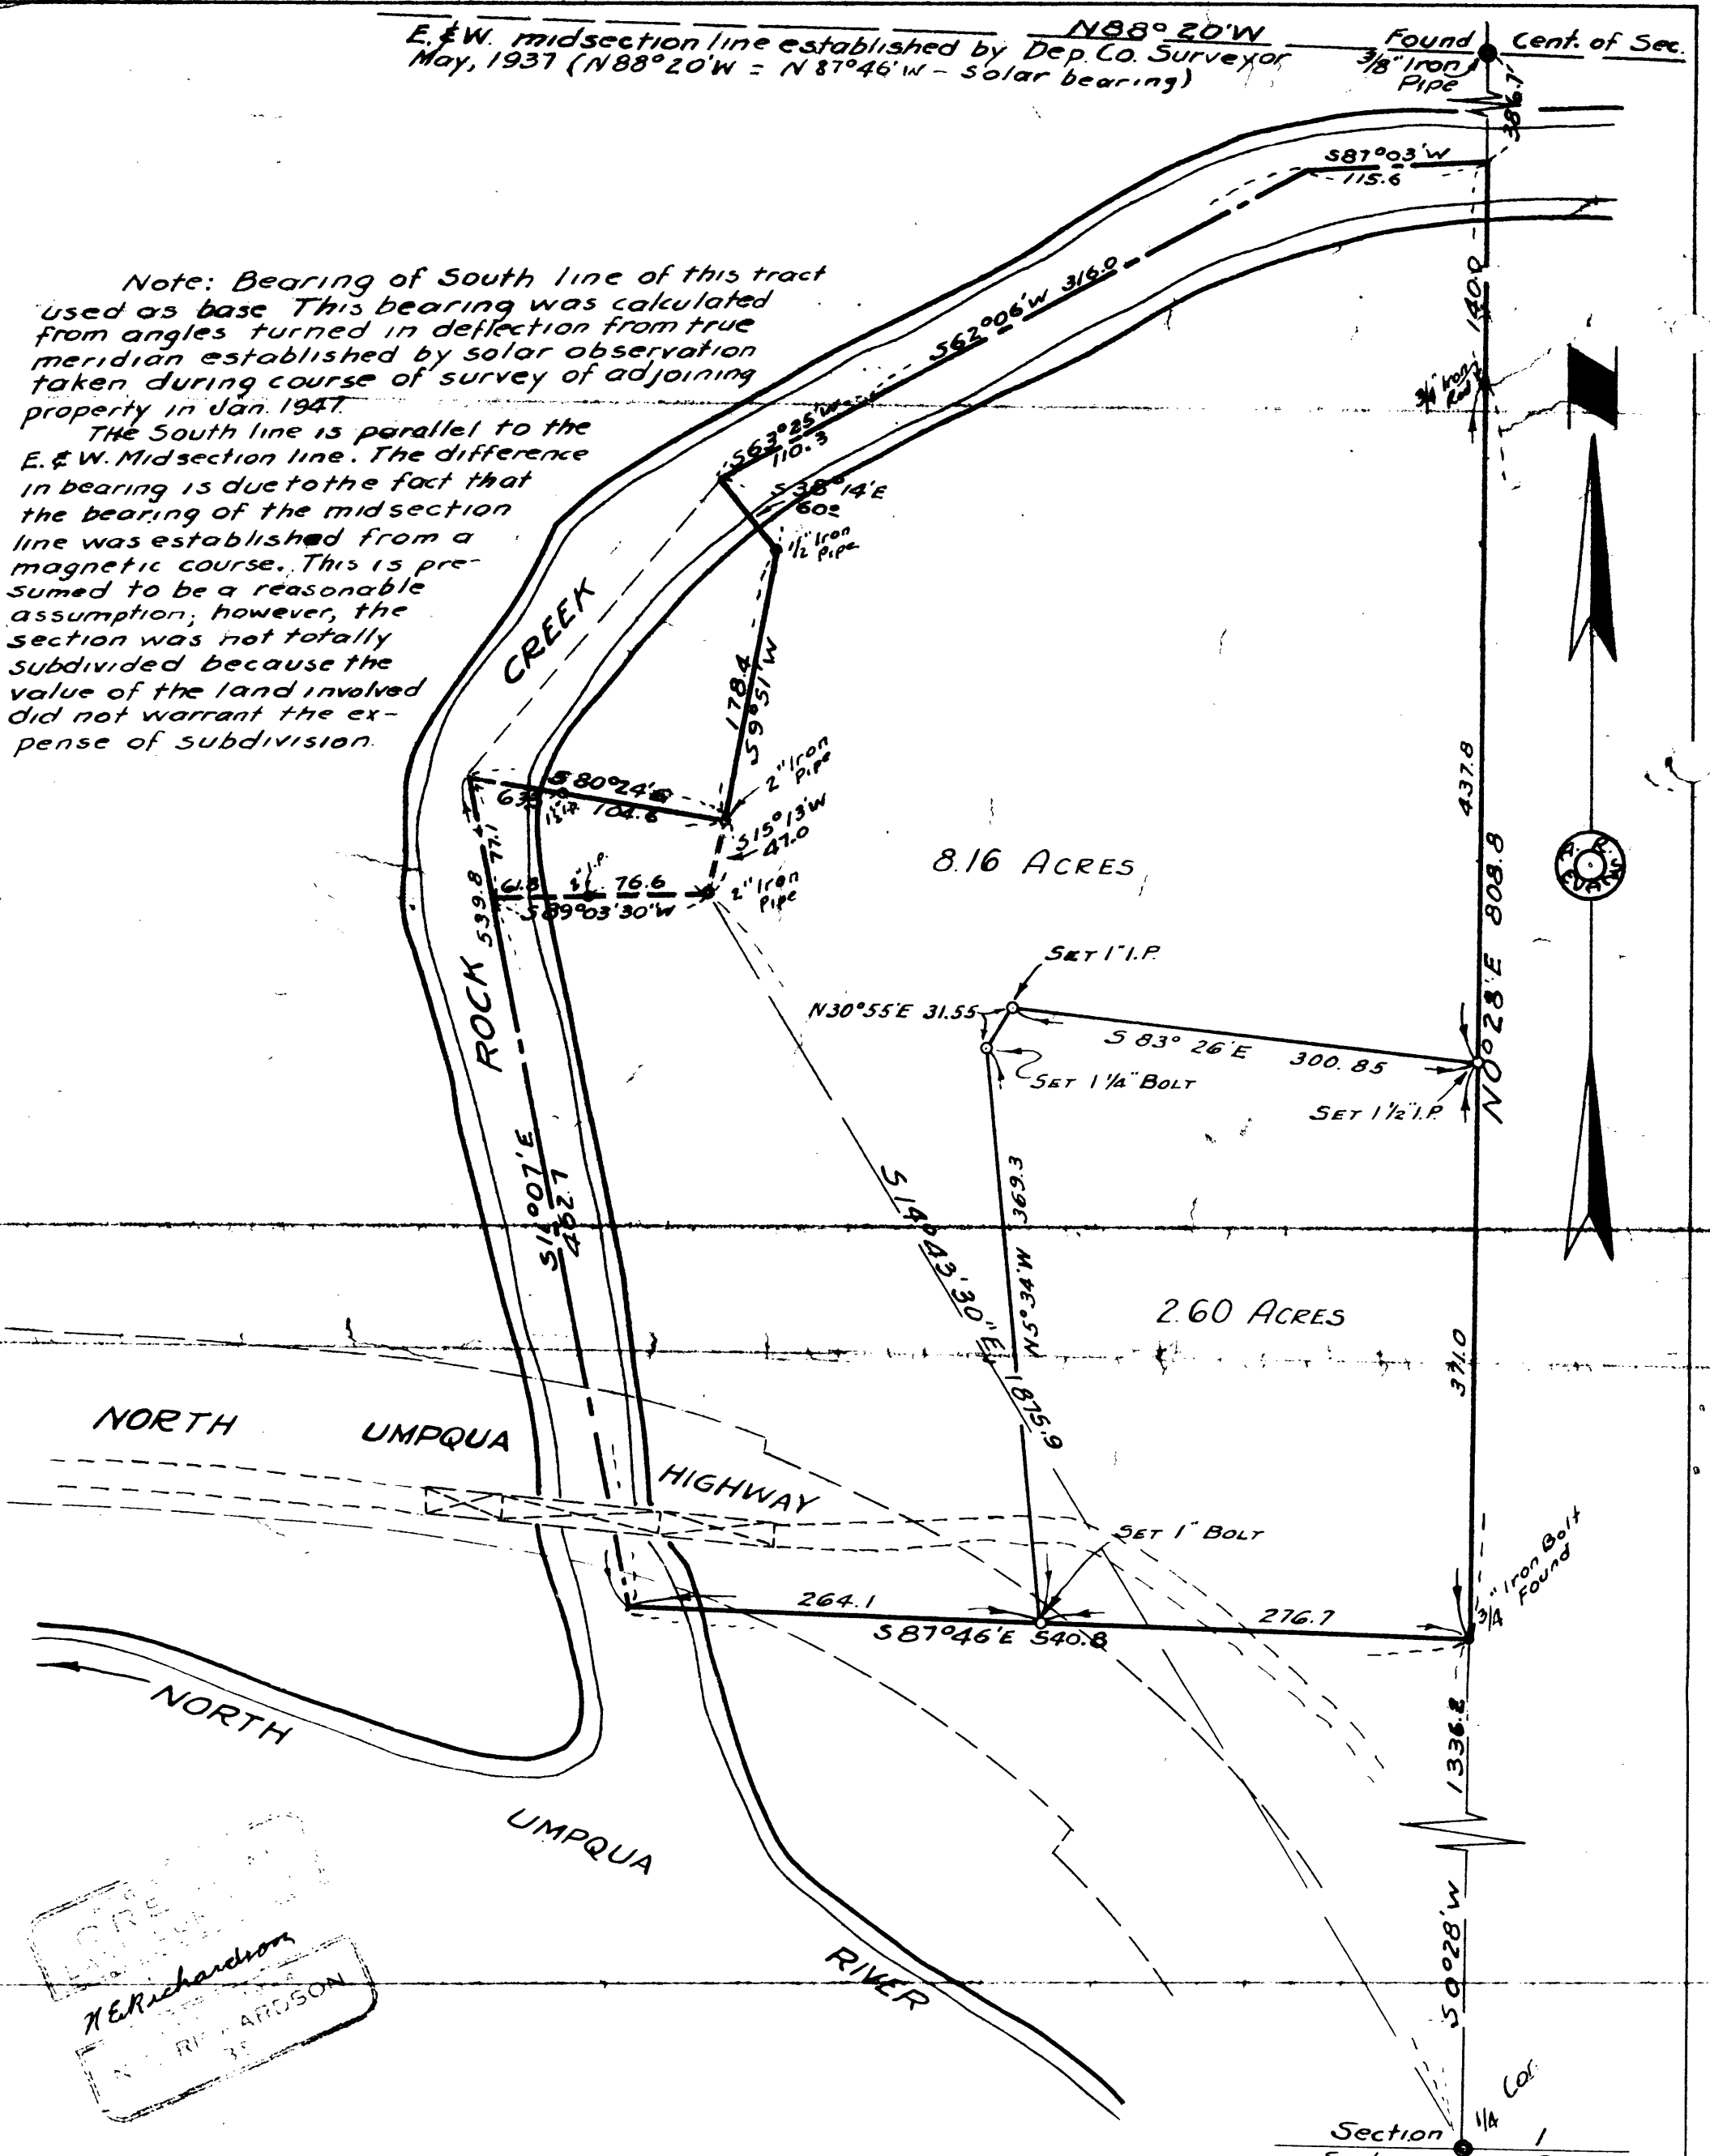 N88°20'W
E. & W. midsection line established by Dep. Co. Surveyor
May, 1937 (N88°20'W = N87°46'W - solar bearing)
Found
3/8" Iron
Pipe
Cent. of Sec.
386.7'
S87°03'W
115.6
Note: Bearing of South line of this tract
used as base This bearing was calculated
from angles turned in deflection from true
meridian established by solar observation
taken during course of survey of adjoining
property in Jan. 1947.
THe South line is parallel to the
E. & W. Midsection line. The difference
in bearing is due to the fact that
the bearing of the midsection
line was established from a
magnetic course. This is pre-
sumed to be a reasonable
assumption; however, the
section was not totally
subdivided because the
value of the land involved
did not warrant the ex-
pense of subdivision.
S62°06'W 316.0
140.0
3/4" Iron
Rod
S63°25'W
110.3
S38°14'E
60±
1/2" Iron
Pipe
CREEK
178.4
S9°51'W
437.8
N0°28'E 808.8
S80°24'E
104.6
2" Iron
Pipe
S15°13'W
47.0
77.1
539.8
61.8
76.6
S89°03'30"W
2" Iron
Pipe
8.16 ACRES
A. R.
EVANS
ROCK
SET 1" I.P.
N30°55'E 31.55
S 83° 26'E 300.85
SET 1 1/4" BOLT
SET 1 1/2" I.P.
462.7
S14°43'30"E 1875.9
N5°34'W 369.3
2.60 ACRES
371.0
NORTH UMPQUA
HIGHWAY
SET 1" BOLT
3/4" Iron Bolt
Found
264.1
276.7
S87°46'E 540.8
NORTH
UMPQUA
RIVER
1336.2
S0°28'W
N E Richardson
Section
1/4 Cor.
1